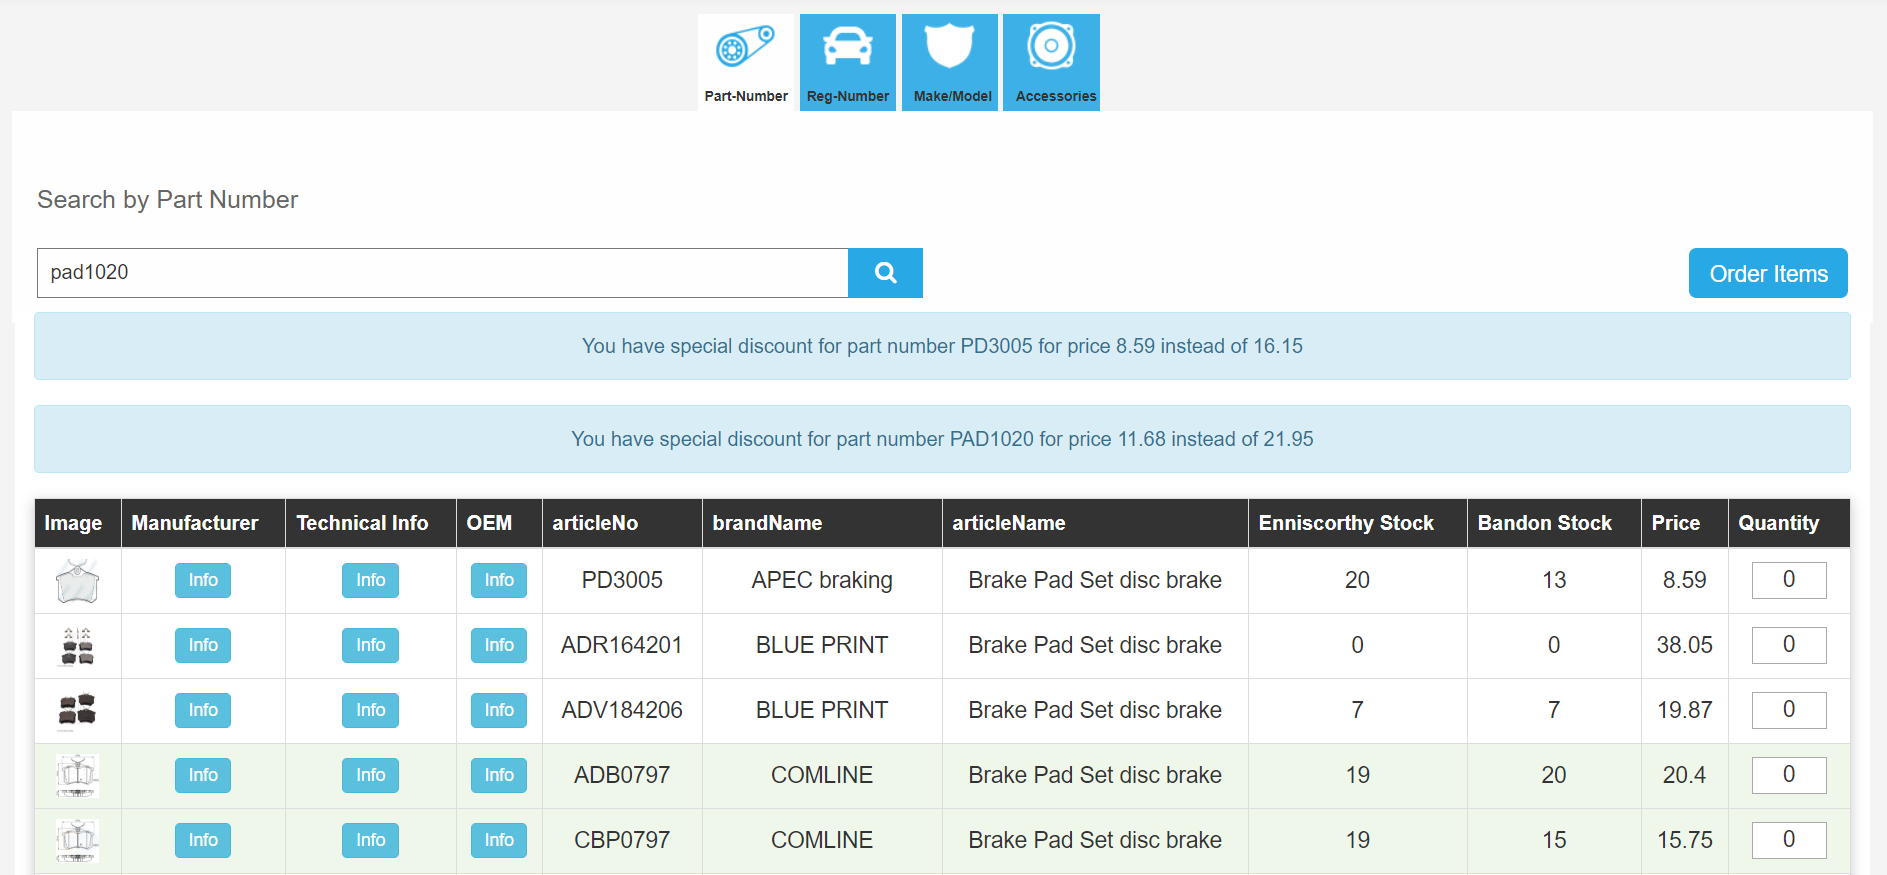 Part-Number Reg-Number Make/Model Accessories
Search by Part Number
pad1020
Order Items
You have special discount for part number PD3005 for price 8.59 instead of 16.15
You have special discount for part number PAD1020 for price 11.68 instead of 21.95
Image Manufacturer Technical Info OEM articleNo brandName articleName Enniscorthy Stock Bandon Stock Price Quantity
Info Info Info PD3005 APEC braking Brake Pad Set disc brake 20 13 8.59 0
Info Info Info ADR164201 BLUE PRINT Brake Pad Set disc brake 0 0 38.05 0
Info Info Info ADV184206 BLUE PRINT Brake Pad Set disc brake 7 7 19.87 0
Info Info Info ADB0797 COMLINE Brake Pad Set disc brake 19 20 20.4 0
Info Info Info CBP0797 COMLINE Brake Pad Set disc brake 19 15 15.75 0